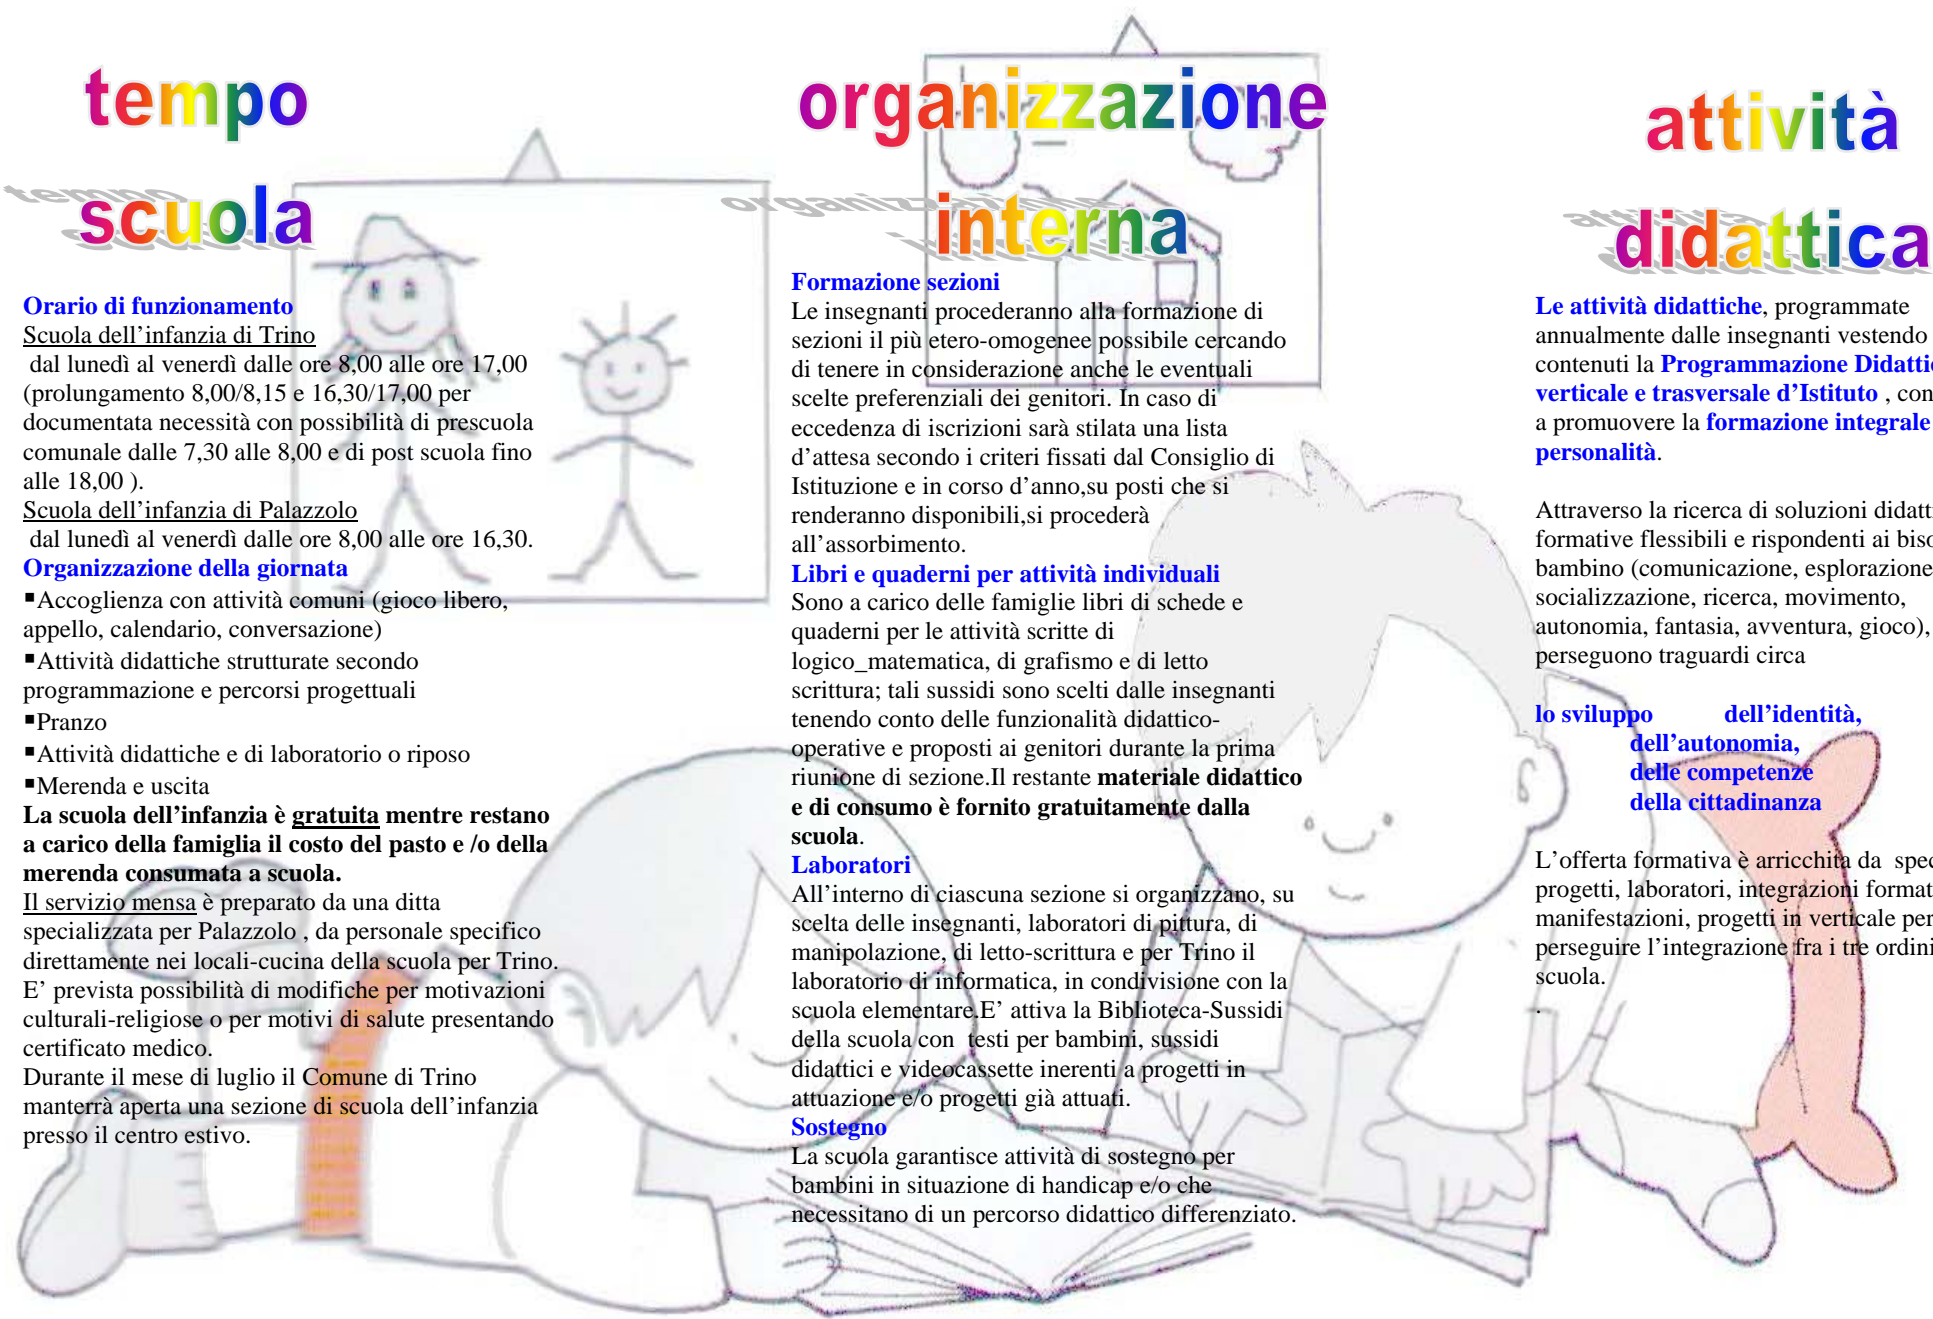 tempo
scuola
Orario di funzionamento
Scuola dell’infanzia di Trino
dal lunedì al venerdì dalle ore 8,00 alle ore 17,00
(prolungamento 8,00/8,15 e 16,30/17,00 per
documentata necessità con possibilità di prescuola
comunale dalle 7,30 alle 8,00 e di post scuola fino
alle 18,00 ).
Scuola dell’infanzia di Palazzolo
dal lunedì al venerdì dalle ore 8,00 alle ore 16,30.
Organizzazione della giornata
▪Accoglienza con attività comuni (gioco libero,
appello, calendario, conversazione)
▪Attività didattiche strutturate secondo
programmazione e percorsi progettuali
▪Pranzo
▪Attività didattiche e di laboratorio o riposo
▪Merenda e uscita
La scuola dell’infanzia è gratuita mentre restano
a carico della famiglia il costo del pasto e /o della
merenda consumata a scuola.
Il servizio mensa è preparato da una ditta
specializzata per Palazzolo , da personale specifico
direttamente nei locali-cucina della scuola per Trino.
E’ prevista possibilità di modifiche per motivazioni
culturali-religiose o per motivi di salute presentando
certificato medico.
Durante il mese di luglio il Comune di Trino
manterrà aperta una sezione di scuola dell’infanzia
presso il centro estivo.
organizzazione
interna
Formazione sezioni
Le insegnanti procederanno alla formazione di
sezioni il più etero-omogenee possibile cercando
di tenere in considerazione anche le eventuali
scelte preferenziali dei genitori. In caso di
eccedenza di iscrizioni sarà stilata una lista
d’attesa secondo i criteri fissati dal Consiglio di
Istituzione e in corso d’anno,su posti che si
renderanno disponibili,si procederà
all’assorbimento.
Libri e quaderni per attività individuali
Sono a carico delle famiglie libri di schede e
quaderni per le attività scritte di
logico_matematica, di grafismo e di letto
scrittura; tali sussidi sono scelti dalle insegnanti
tenendo conto delle funzionalità didattico-
operative e proposti ai genitori durante la prima
riunione di sezione.Il restante materiale didattico
e di consumo è fornito gratuitamente dalla
scuola.
Laboratori
All’interno di ciascuna sezione si organizzano, su
scelta delle insegnanti, laboratori di pittura, di
manipolazione, di letto-scrittura e per Trino il
laboratorio di informatica, in condivisione con la
scuola elementare.E’ attiva la Biblioteca-Sussidi
della scuola con testi per bambini, sussidi
didattici e videocassette inerenti a progetti in
attuazione e/o progetti già attuati.
Sostegno
La scuola garantisce attività di sostegno per
bambini in situazione di handicap e/o che
necessitano di un percorso didattico differenziato.
attività
didattica
Le attività didattiche, programmate
annualmente dalle insegnanti vestendo
contenuti la Programmazione Didatti
verticale e trasversale d’Istituto , con
a promuovere la formazione integrale
personalità.
Attraverso la ricerca di soluzioni didatt
formative flessibili e rispondenti ai biso
bambino (comunicazione, esplorazione
socializzazione, ricerca, movimento,
autonomia, fantasia, avventura, gioco),
perseguono traguardi circa
lo sviluppo dell’identità,
dell’autonomia,
delle competenze
della cittadinanza
L’offerta formativa è arricchita da spec
progetti, laboratori, integrazioni format
manifestazioni, progetti in verticale per
perseguire l’integrazione fra i tre ordini
scuola.
.